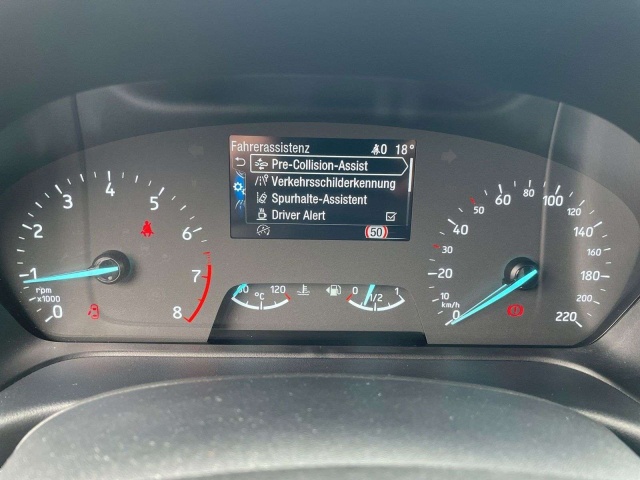 Fahrerassistenz 0 18°
Pre-Collision-Assist
Verkehrsschilderkennung
Spurhalte-Assistent
Driver Alert
50
0
1
2
3
4
5
6
7
8
rpm
x1000
60 120
°C
0 1/2 1
0
10
20
30
40
50
60
80
100
120
140
160
180
200
220
km/h